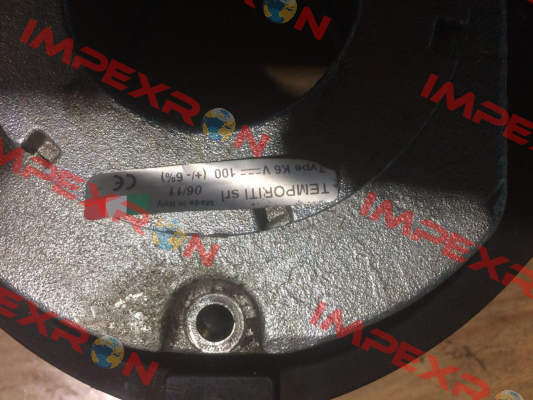 TEMPORITI srl
Type K6 V 100 (+/- 6%)
06/11
Made in Italy
CE
IMPEXRON
IMPEXRON
IMPEXRON
IMPEXRON
IMPEXRON